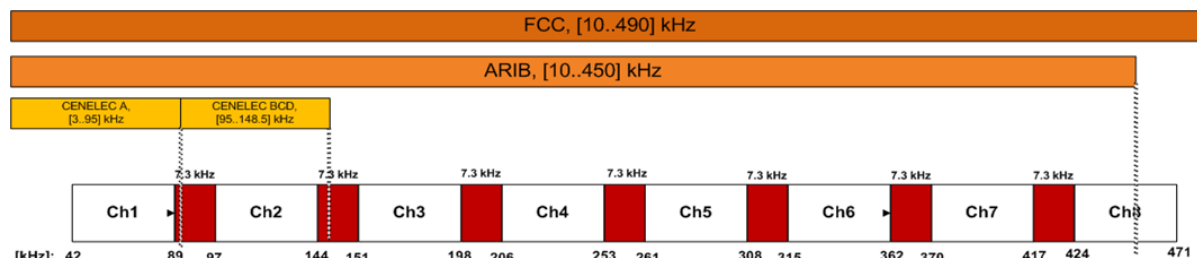 FCC, [10..490] kHz
ARIB, [10..450] kHz
CENELEC A,
[3..95] kHz
CENELEC BCD,
[95..148.5] kHz
7.3 kHz 7.3 kHz 7.3 kHz 7.3 kHz 7.3 kHz 7.3 kHz 7.3 kHz
Ch1 Ch2 Ch3 Ch4 Ch5 Ch6 Ch7 Ch8
[kHz]: 42 89 97 144 151 198 206 253 261 308 315 362 370 417 424 471